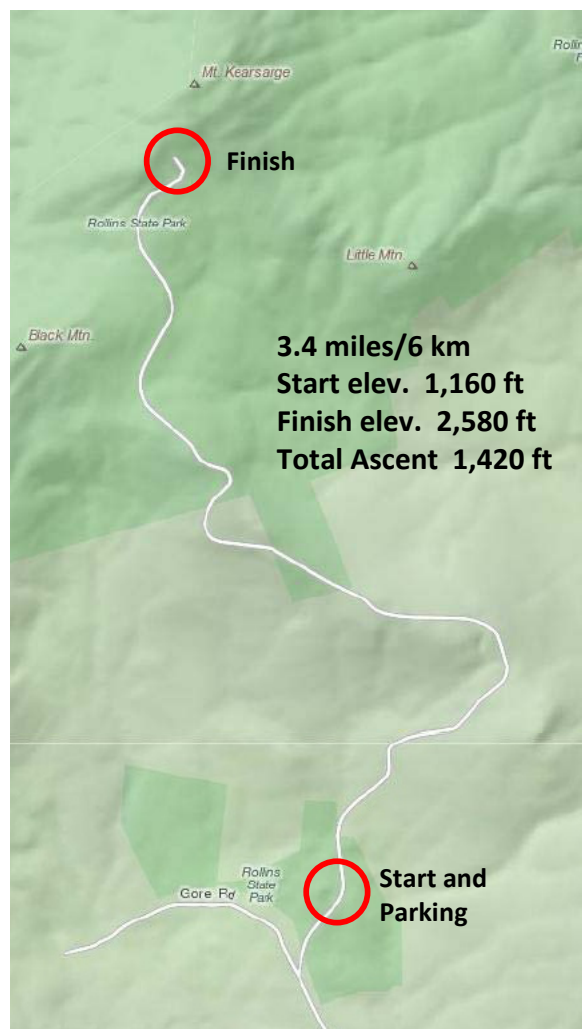 Mt. Kearsarge
Finish
Rollins State Park
Little Mtn.
Black Mtn.
3.4 miles/6 km
Start elev. 1,160 ft
Finish elev. 2,580 ft
Total Ascent 1,420 ft
Rollins
State
Park
Gore Rd
Start and
Parking